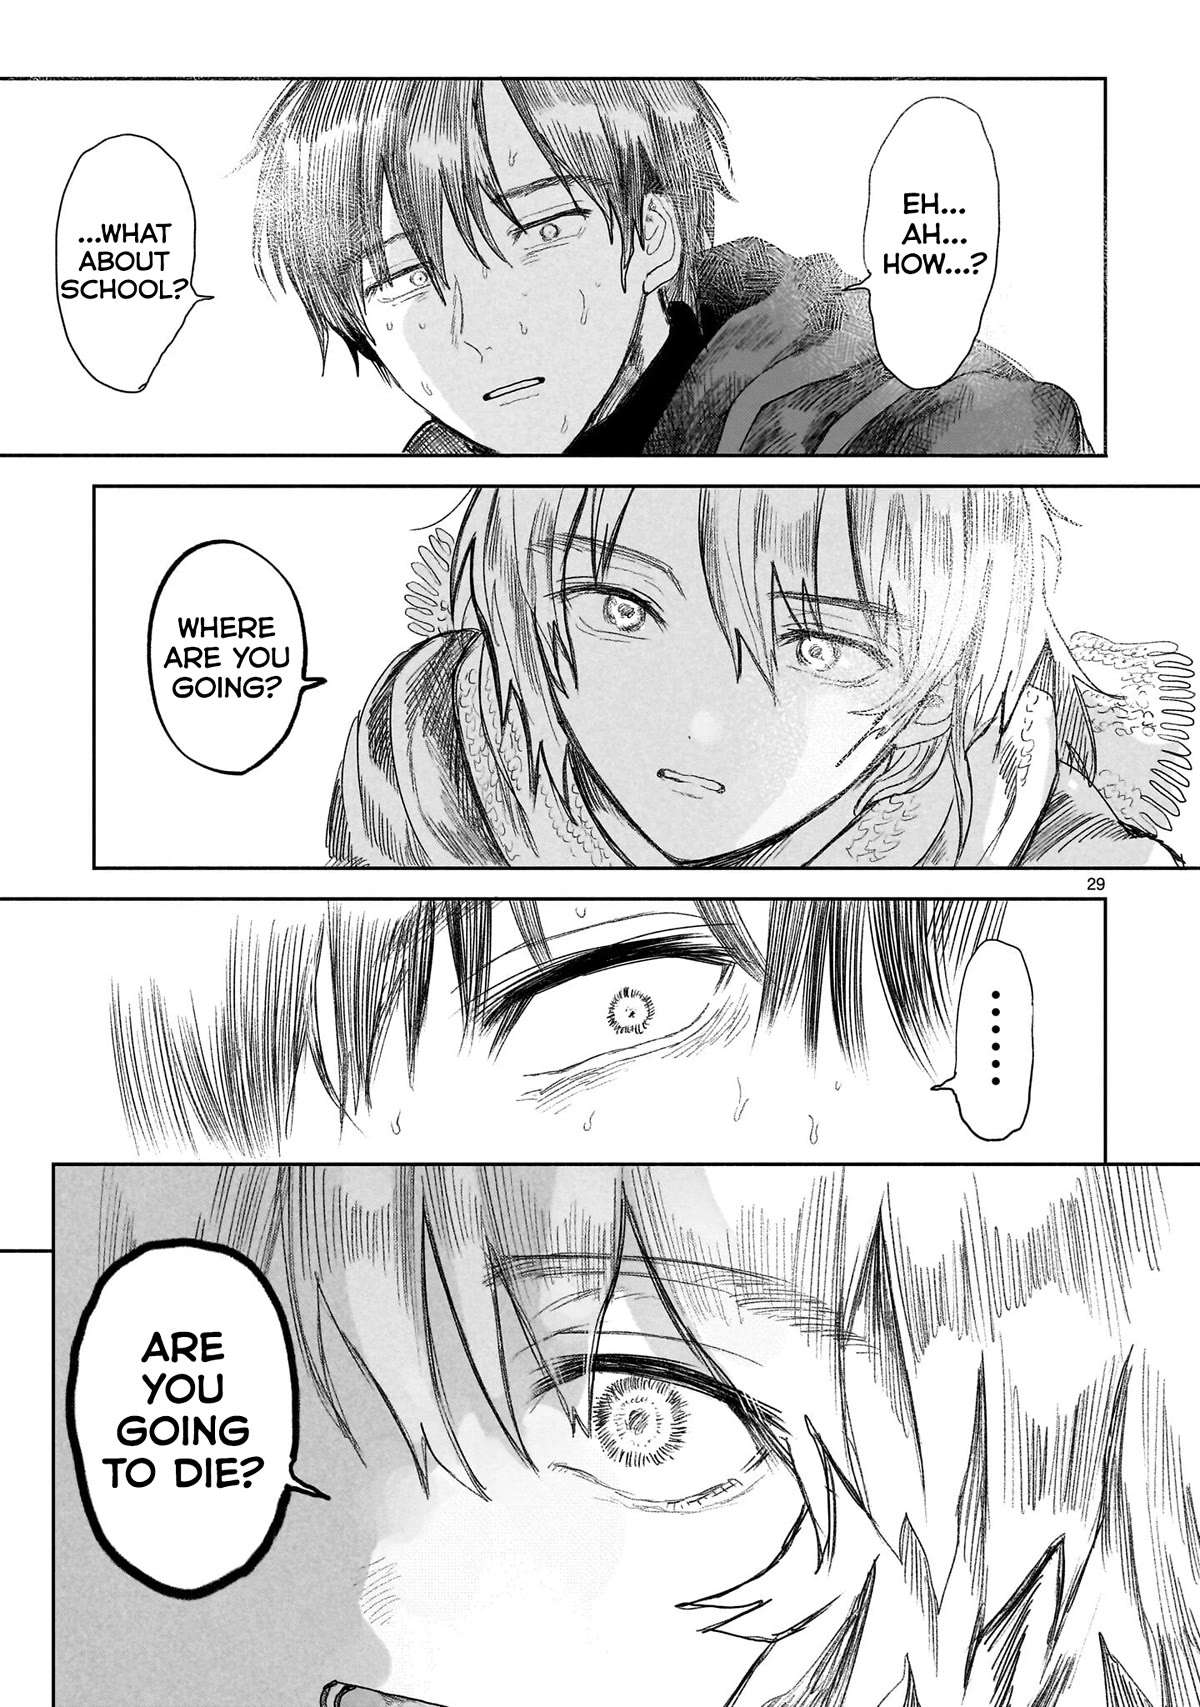 EH...
AH...
HOW...?
...WHAT
ABOUT
SCHOOL?
WHERE
ARE YOU
GOING?
29
......
ARE
YOU
GOING
TO DIE?